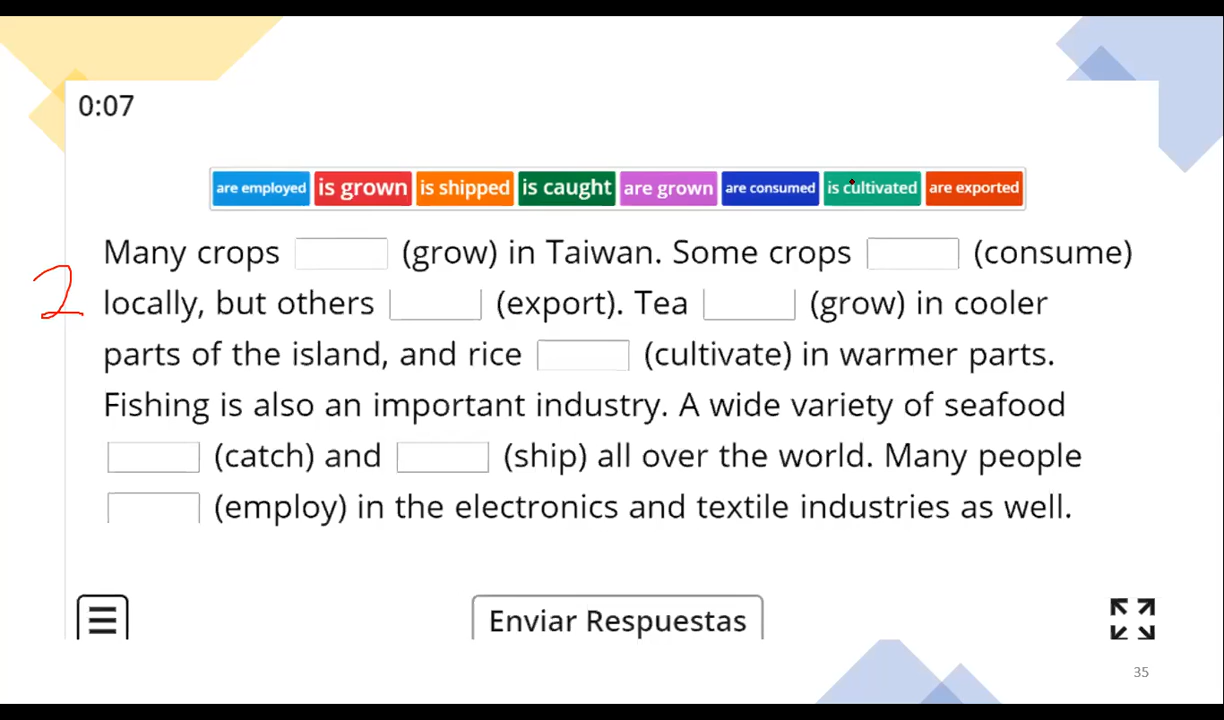 0:07
are employed is grown is shipped is caught are grown are consumed is cultivated are exported
Many crops (grow) in Taiwan. Some crops (consume)
2 locally, but others (export). Tea (grow) in cooler
parts of the island, and rice (cultivate) in warmer parts.
Fishing is also an important industry. A wide variety of seafood
(catch) and (ship) all over the world. Many people
(employ) in the electronics and textile industries as well.
Enviar Respuestas
35